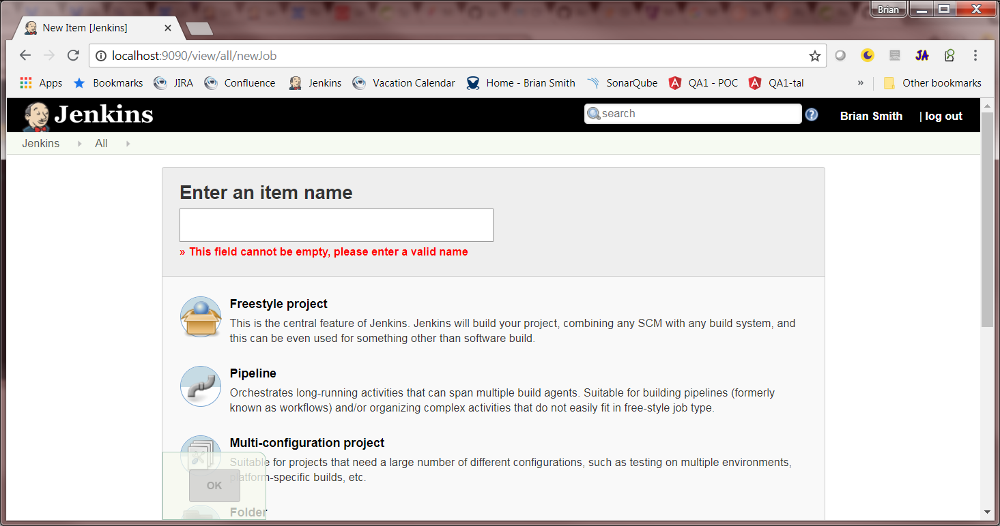 Brian
New Item [Jenkins]
localhost:9090/view/all/newJob
JA
Apps Bookmarks JIRA Confluence Jenkins Vacation Calendar Home - Brian Smith SonarQube QA1 - POC QA1-tal » Other bookmarks
Jenkins search Brian Smith | log out
Jenkins All
Enter an item name
» This field cannot be empty, please enter a valid name
Freestyle project
This is the central feature of Jenkins. Jenkins will build your project, combining any SCM with any build system, and
this can be even used for something other than software build.
Pipeline
Orchestrates long-running activities that can span multiple build agents. Suitable for building pipelines (formerly
known as workflows) and/or organizing complex activities that do not easily fit in free-style job type.
Multi-configuration project
Suitable for projects that need a large number of different configurations, such as testing on multiple environments,
platform-specific builds, etc.
OK
Folder